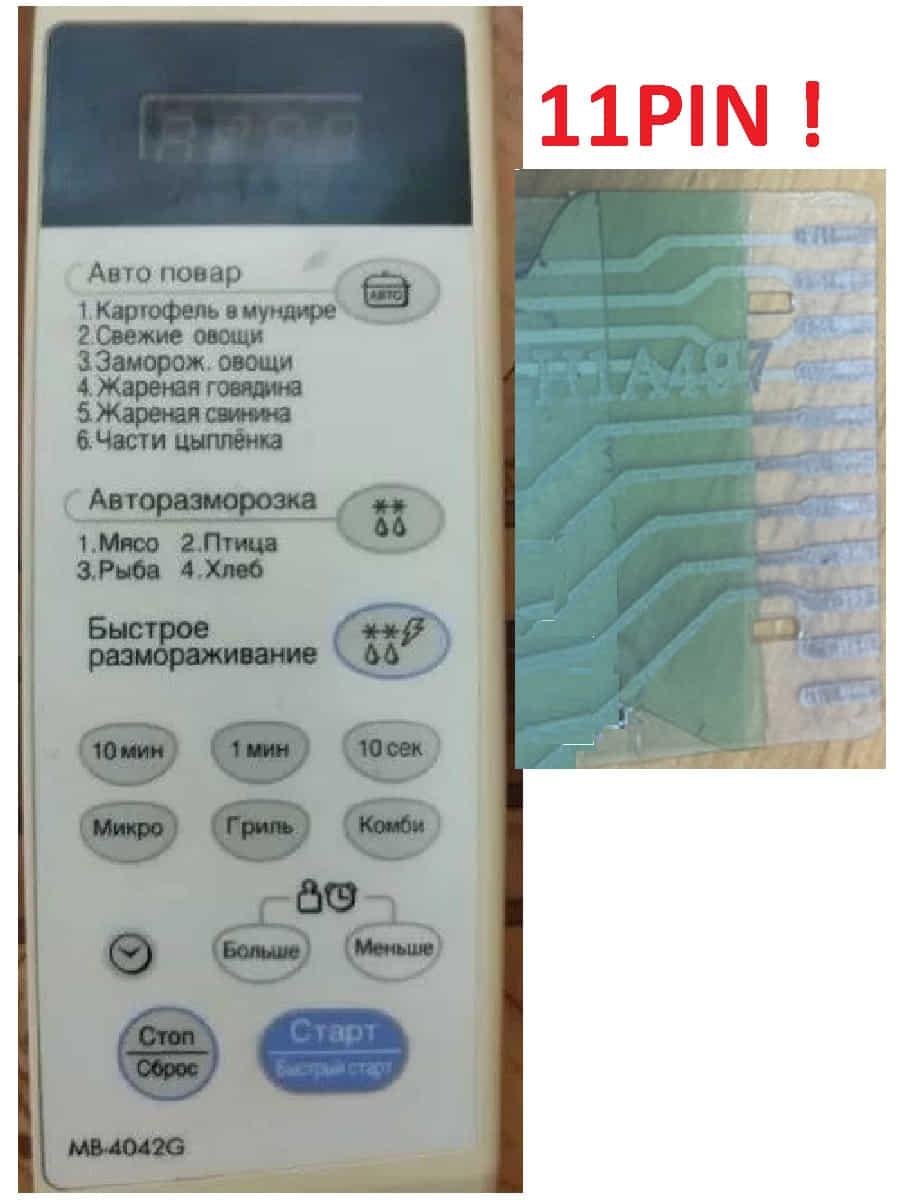 11PIN !
Авто повар
АВТО
1.Картофель в мундире
2.Свежие овощи
3.Заморож. овощи
4.Жареная говядина
5.Жареная свинина
6.Части цыплёнка
Авторазморозка
1.Мясо 2.Птица
3.Рыба 4.Хлеб
Быстрое
размораживание
10 мин 1 мин 10 сек
Микро Гриль Комби
Больше Меньше
Стоп
Сброс
Старт
Быстрый старт
MB-4042G